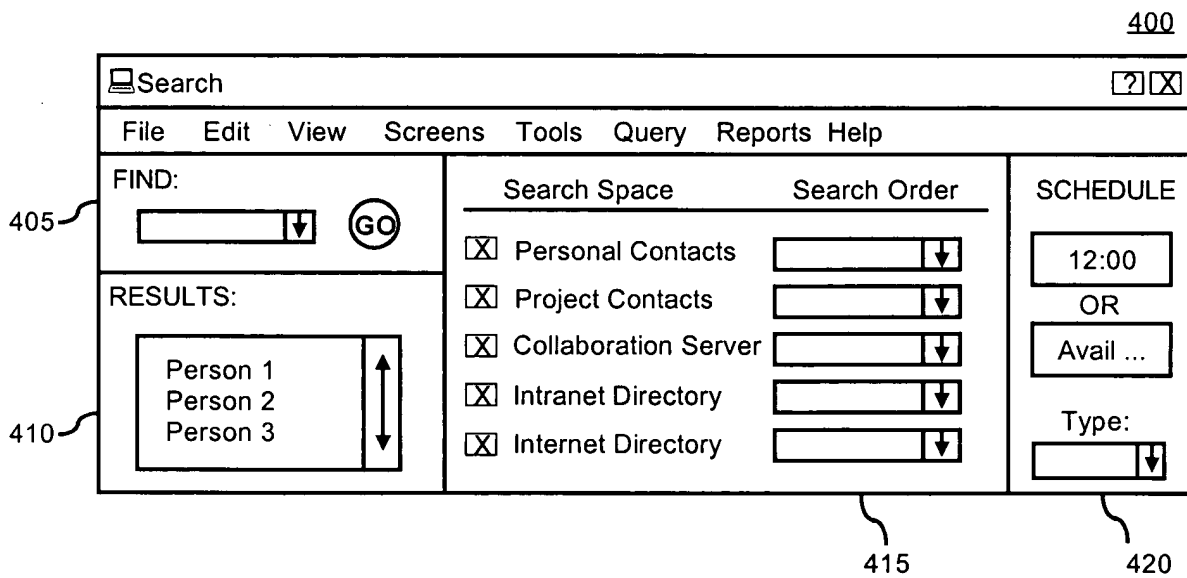 400
Search
? X
File Edit View Screens Tools Query Reports Help
FIND:
GO
405
RESULTS:
Person 1
Person 2
Person 3
410
Search Space Search Order
X Personal Contacts
X Project Contacts
X Collaboration Server
X Intranet Directory
X Internet Directory
415
SCHEDULE
12:00
OR
Avail ...
Type:
420